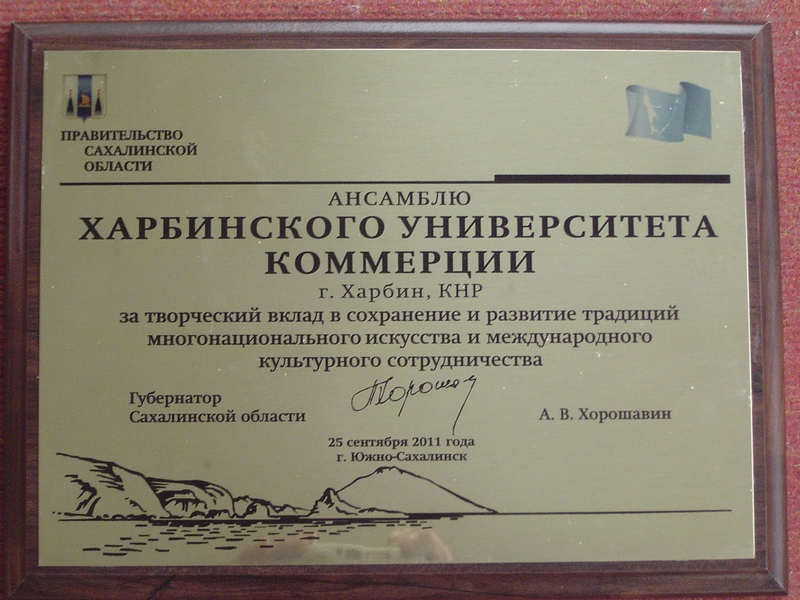 ПРАВИТЕЛЬСТВО
САХАЛИНСКОЙ
ОБЛАСТИ
АНСАМБЛЮ
ХАРБИНСКОГО УНИВЕРСИТЕТА
КОММЕРЦИИ
г. Харбин, КНР
за творческий вклад в сохранение и развитие традиций
многонационального искусства и международного
культурного сотрудничества
Губернатор
Сахалинской области
А. В. Хорошавин
25 сентября 2011 года
г. Южно-Сахалинск